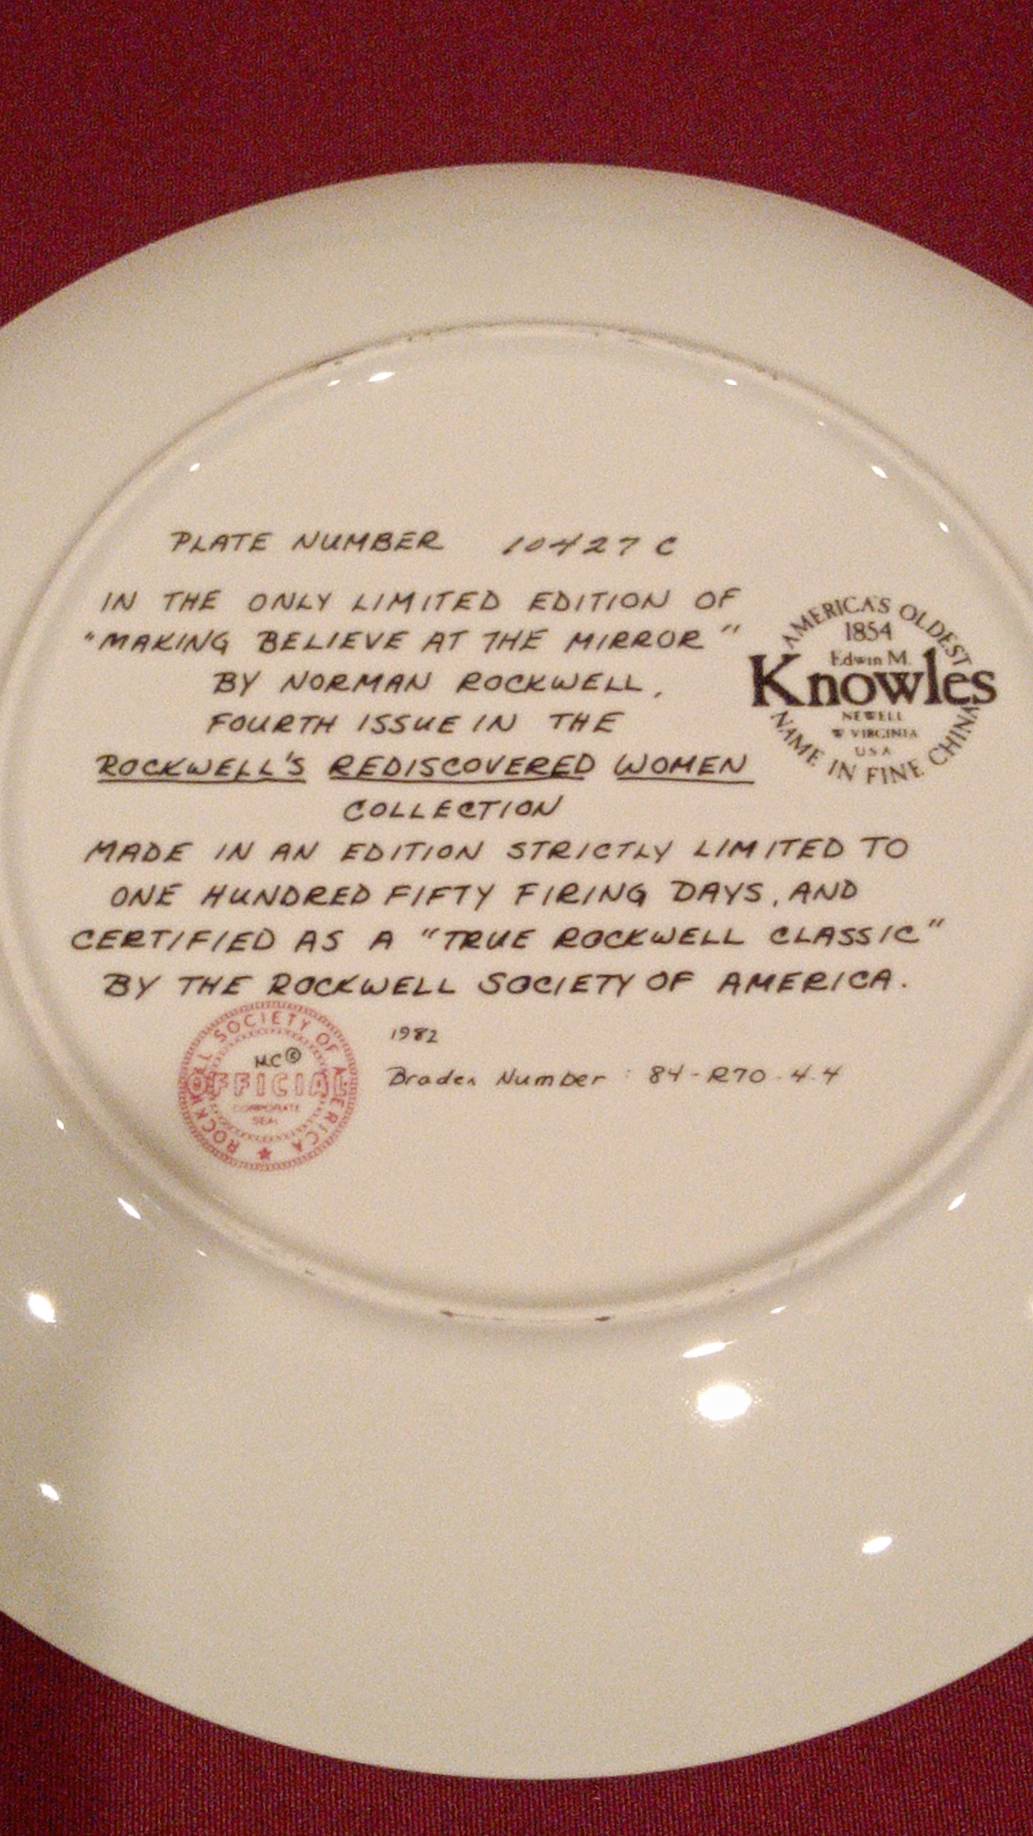 PLATE NUMBER 10427 C
IN THE ONLY LIMITED EDITION OF
"MAKING BELIEVE AT THE MIRROR"
BY NORMAN ROCKWELL,
FOURTH ISSUE IN THE
ROCKWELL'S REDISCOVERED WOMEN
COLLECTION
MADE IN AN EDITION STRICTLY LIMITED TO
ONE HUNDRED FIFTY FIRING DAYS, AND
CERTIFIED AS A "TRUE ROCKWELL CLASSIC"
BY THE ROCKWELL SOCIETY OF AMERICA.
AMERICA'S OLDEST
1854
Edwin M.
Knowles
NEWELL
W VIRGINIA
USA
NAME IN FINE CHINA
ROCKWELL SOCIETY OF AMERICA
M.C ©
OFFICIAL
CORPORATE
SEAL
1982
Bradex Number : 84-R70-4.4